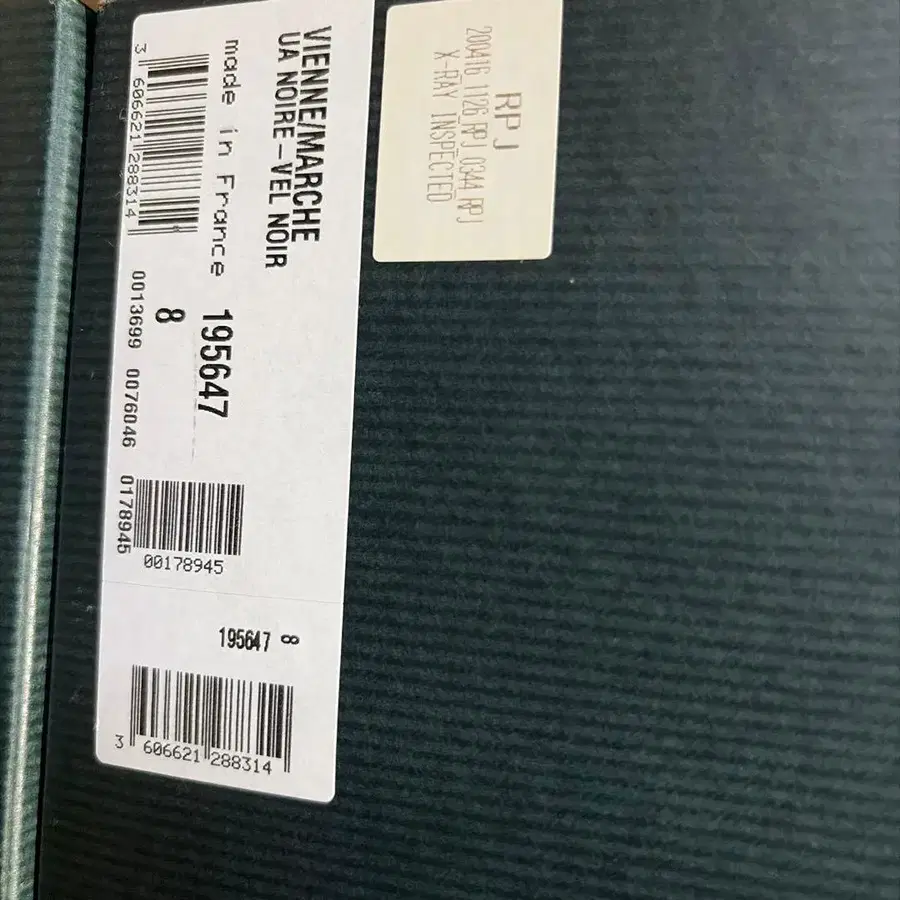 VIENNE/MARCHE
UA NOIRE-VEL NOIR
made in France 195647
8
3 606621 288314
0013699 0076046 0178945
00178945
195647 8
3 606621 288314
RPJ
200416 1126 RPJ 0344 RPJ
X-RAY INSPECTED